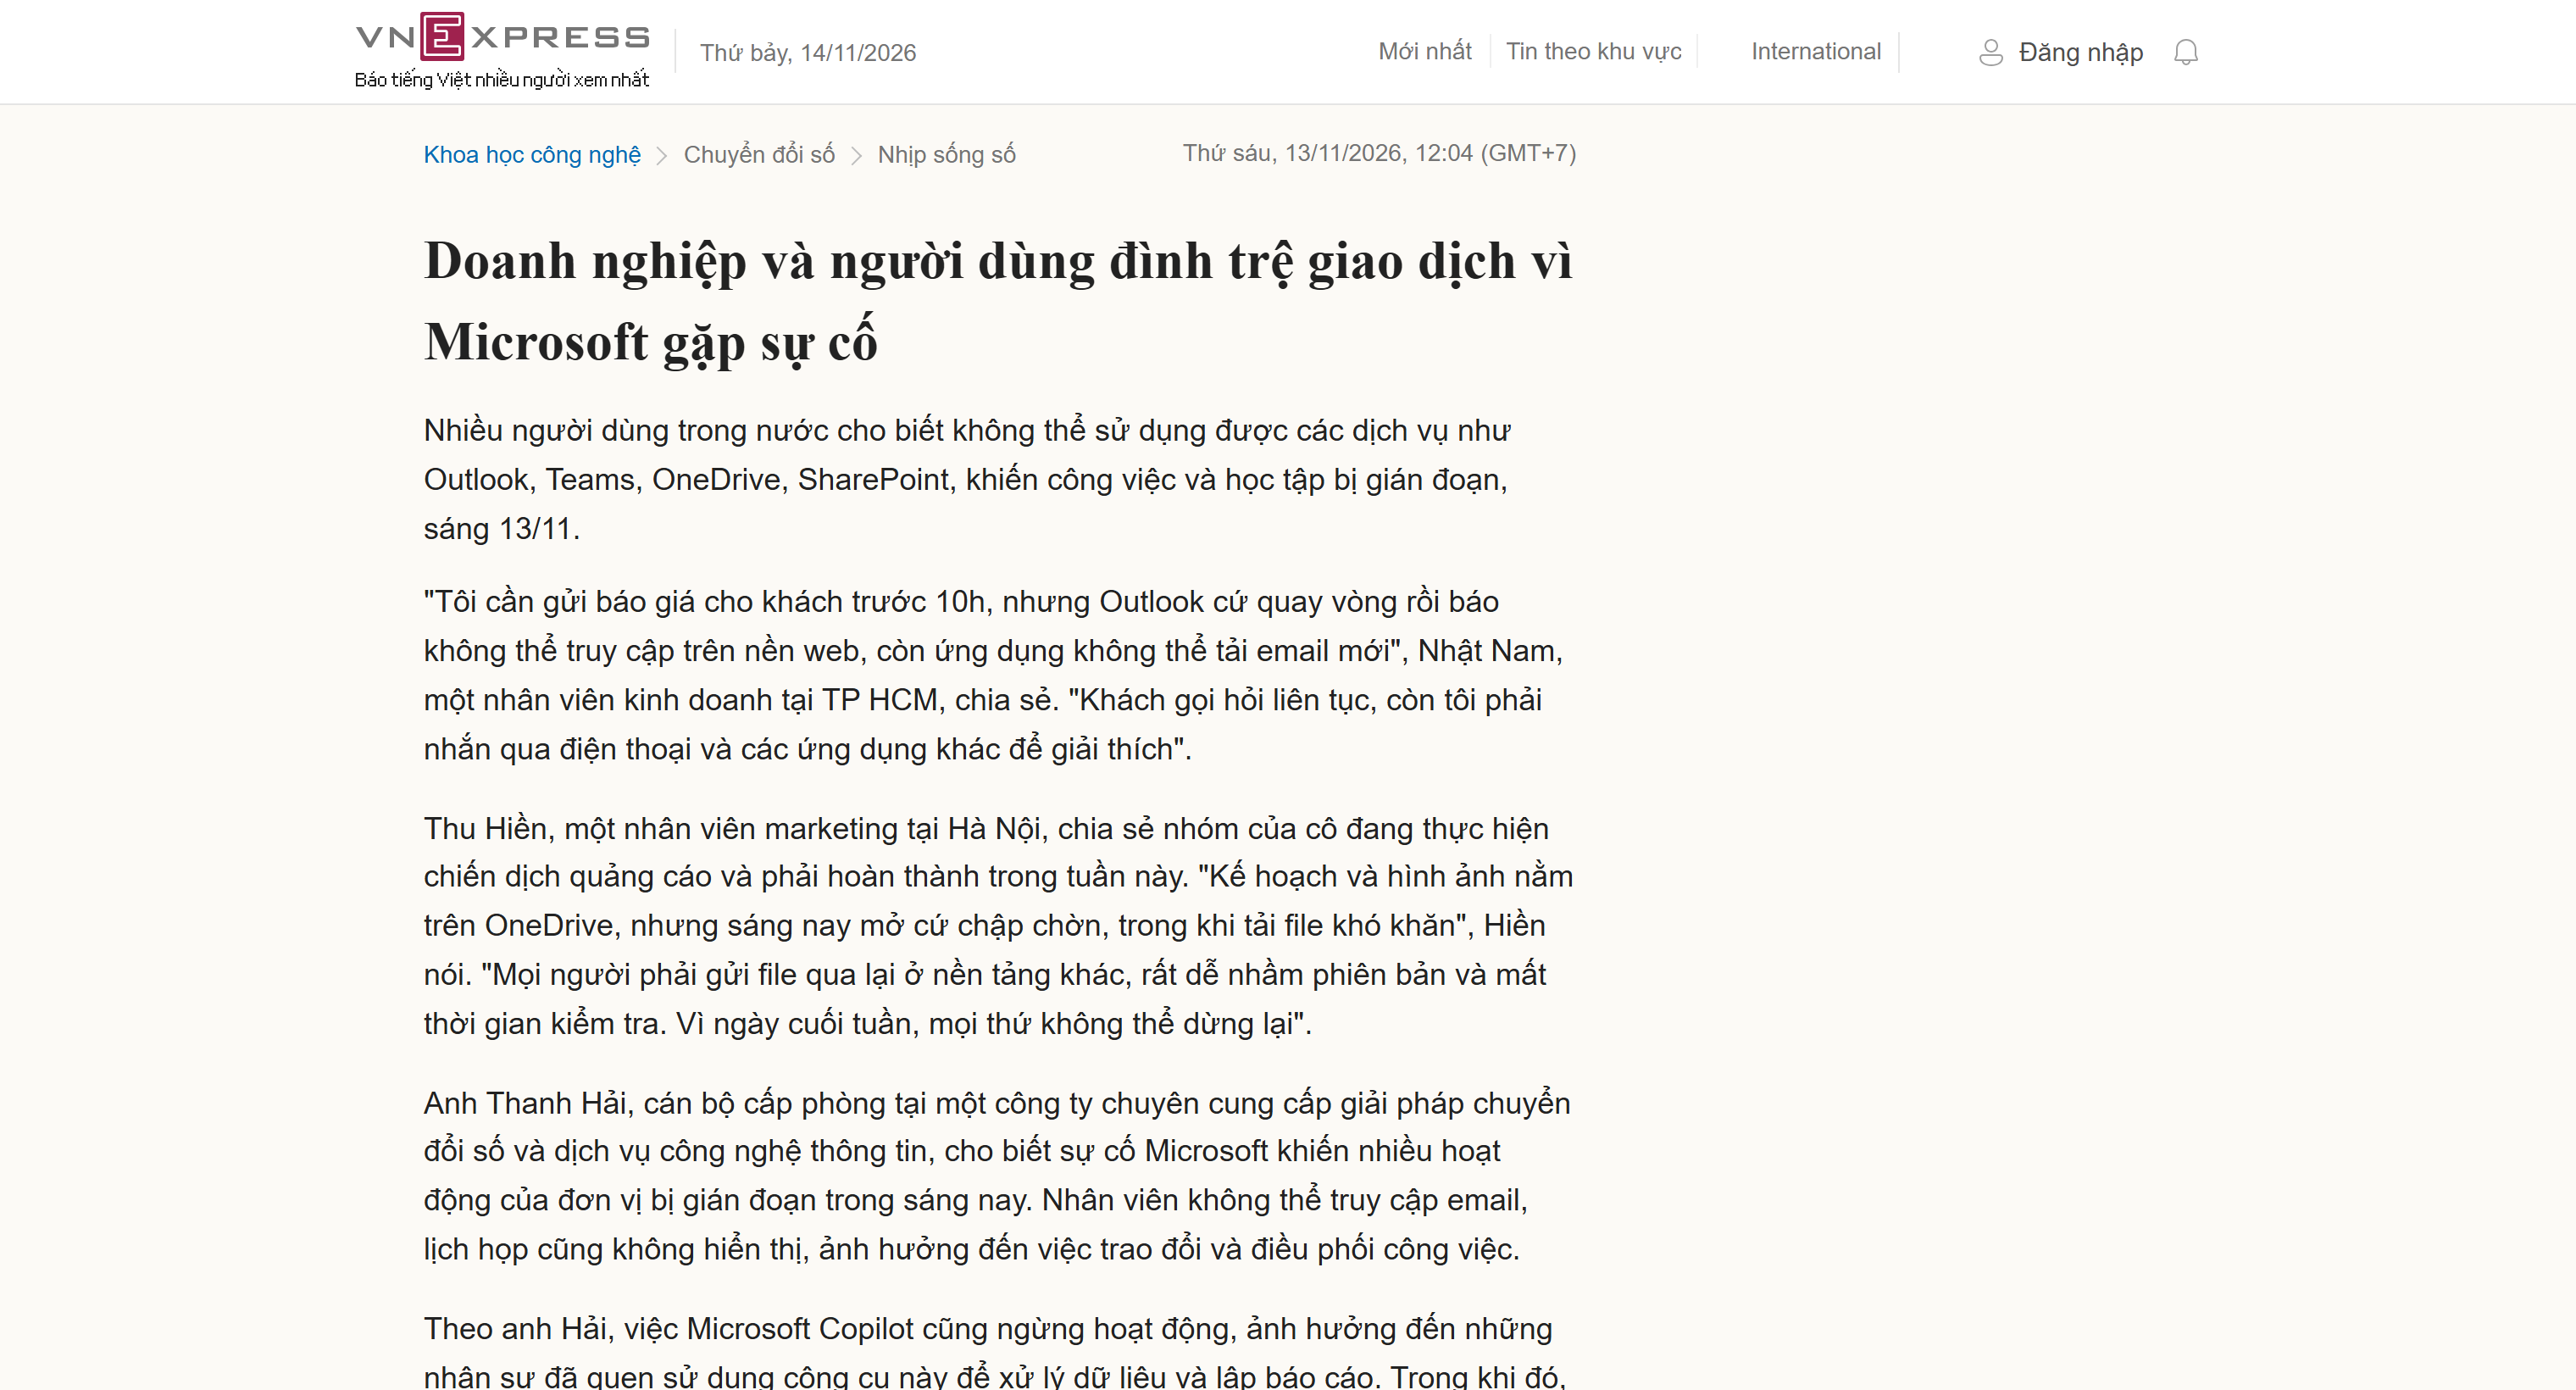 VNEXPRESS
Báo tiếng Việt nhiều người xem nhất
Thứ bảy, 14/11/2026
Mới nhất
Tin theo khu vực
International
Đăng nhập
Khoa học công nghệ
Chuyển đổi số
Nhịp sống số
Thứ sáu, 13/11/2026, 12:04 (GMT+7)
Doanh nghiệp và người dùng đình trệ giao dịch vì
Microsoft gặp sự cố
Nhiều người dùng trong nước cho biết không thể sử dụng được các dịch vụ như
Outlook, Teams, OneDrive, SharePoint, khiến công việc và học tập bị gián đoạn,
sáng 13/11.
"Tôi cần gửi báo giá cho khách trước 10h, nhưng Outlook cứ quay vòng rồi báo
không thể truy cập trên nền web, còn ứng dụng không thể tải email mới", Nhật Nam,
một nhân viên kinh doanh tại TP HCM, chia sẻ. "Khách gọi hỏi liên tục, còn tôi phải
nhắn qua điện thoại và các ứng dụng khác để giải thích".
Thu Hiền, một nhân viên marketing tại Hà Nội, chia sẻ nhóm của cô đang thực hiện
chiến dịch quảng cáo và phải hoàn thành trong tuần này. "Kế hoạch và hình ảnh nằm
trên OneDrive, nhưng sáng nay mở cứ chập chờn, trong khi tải file khó khăn", Hiền
nói. "Mọi người phải gửi file qua lại ở nền tảng khác, rất dễ nhầm phiên bản và mất
thời gian kiểm tra. Vì ngày cuối tuần, mọi thứ không thể dừng lại".
Anh Thanh Hải, cán bộ cấp phòng tại một công ty chuyên cung cấp giải pháp chuyển
đổi số và dịch vụ công nghệ thông tin, cho biết sự cố Microsoft khiến nhiều hoạt
động của đơn vị bị gián đoạn trong sáng nay. Nhân viên không thể truy cập email,
lịch họp cũng không hiển thị, ảnh hưởng đến việc trao đổi và điều phối công việc.
Theo anh Hải, việc Microsoft Copilot cũng ngừng hoạt động, ảnh hưởng đến những
nhân sự đã quen sử dụng công cụ này để xử lý dữ liệu và lập báo cáo. Trong khi đó,